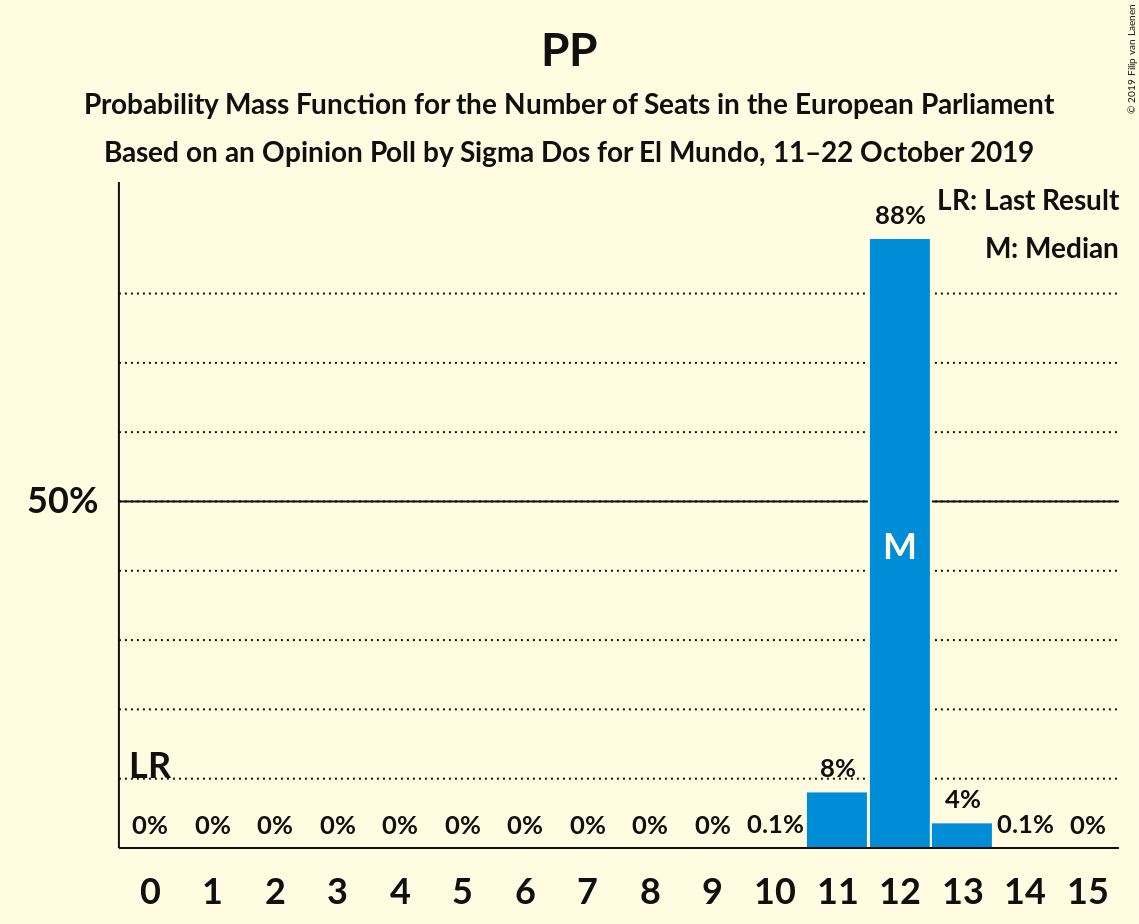 PP
Probability Mass Function for the Number of Seats in the European Parliament
Based on an Opinion Poll by Sigma Dos for El Mundo, 11–22 October 2019
© 2019 Filip van Laenen
LR: Last Result
M: Median
88%
50%
M
LR
8%
4%
0% 0% 0% 0% 0% 0% 0% 0% 0% 0% 0.1% 0.1% 0%
0 1 2 3 4 5 6 7 8 9 10 11 12 13 14 15